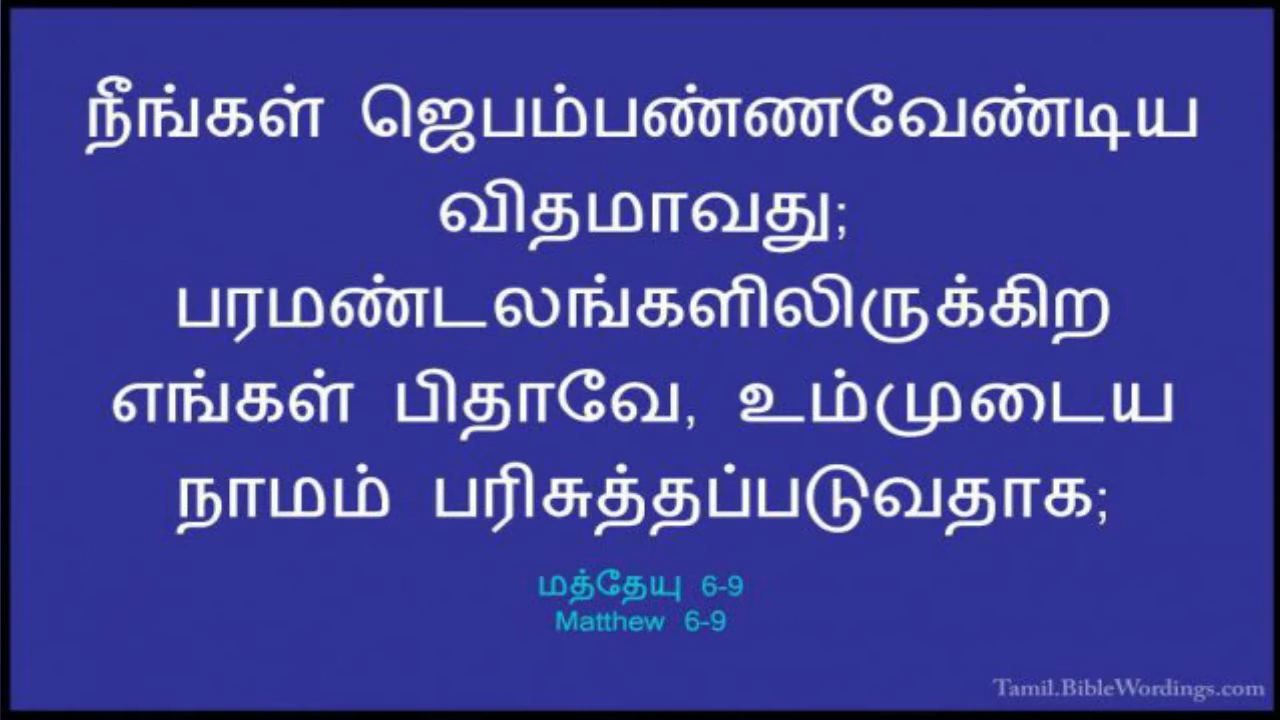 நீங்கள் ஜெபம்பண்ணவேண்டிய
விதமாவது;
பரமண்டலங்களிலிருக்கிற
எங்கள் பிதாவே, உம்முடைய
நாமம் பரிசுத்தப்படுவதாக;
மத்தேயு 6-9
Matthew 6-9
Tamil.BibleWordings.com